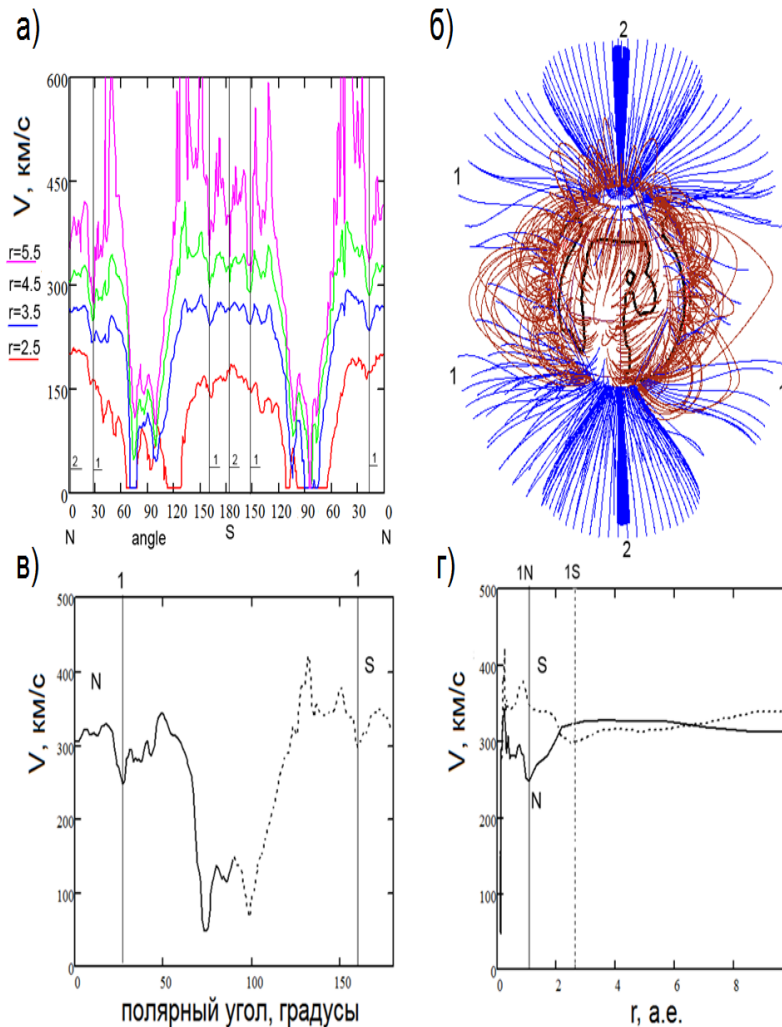 а)
V, км/с
600
450
300
150
0
r=5.5
r=4.5
r=3.5
r=2.5
2
1
1
2
1
1
0 30 60 90 120 150 180 150 120 90 60 30 0
N
angle
S
N
б)
2
1
1
1
2
в)
1
1
V, км/с
500
400
300
200
100
0
N
S
0
50
100
150
полярный угол, градусы
г)
1N
1S
V, км/с
500
400
300
200
100
0
S
N
0
2
4
6
8
r, а.е.